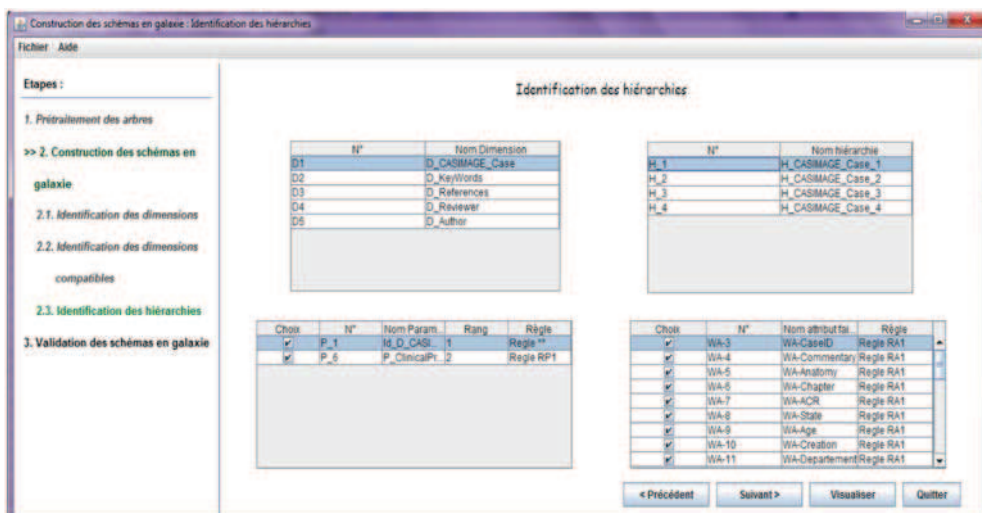 Construction des schémas en galaxie : Identification des hiérarchies
Fichier Aide
Etapes :
1. Prétraitement des arbres
>> 2. Construction des schémas en
galaxie
2.1. Identification des dimensions
2.2. Identification des dimensions
compatibles
2.3. Identification des hiérarchies
3. Validation des schémas en galaxie
Identification des hiérarchies
N° Nom Dimension
D1 D_CASIMAGE_Case
D2 D_KeyWords
D3 D_References
D4 D_Reviewer
D5 D_Author
N° Nom hiérarchie
H_1 H_CASIMAGE_Case_1
H_2 H_CASIMAGE_Case_2
H_3 H_CASIMAGE_Case_3
H_4 H_CASIMAGE_Case_4
Choix N° Nom Param... Rang Règle
P_1 Id_D_CASI... 1 Regle **
P_6 P_ClinicalPr... 2 Regle RP1
Choix N° Nom attribut fai... Règle
WA-3 WA-CaseID Regle RA1
WA-4 WA-Commentary Regle RA1
WA-5 WA-Anatomy Regle RA1
WA-6 WA-Chapter Regle RA1
WA-7 WA-ACR Regle RA1
WA-8 WA-State Regle RA1
WA-9 WA-Age Regle RA1
WA-10 WA-Creation Regle RA1
WA-11 WA-Departement Regle RA1
< Précédent Suivant > Visualiser Quitter